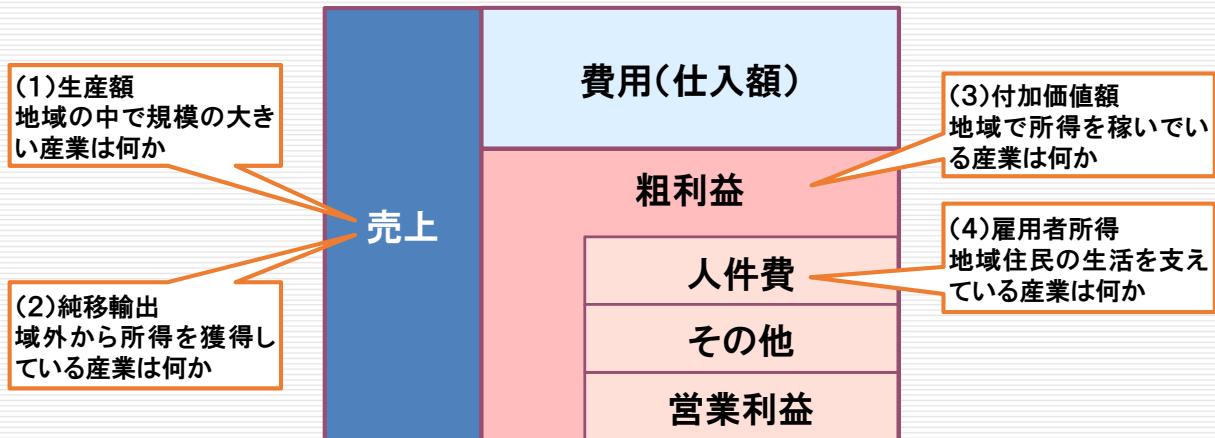 (1)生産額
地域の中で規模の大き
い産業は何か
(2)純移輸出
域外から所得を獲得し
ている産業は何か
売上
費用(仕入額)
粗利益
人件費
その他
営業利益
(3)付加価値額
地域で所得を稼いでい
る産業は何か
(4)雇用者所得
地域住民の生活を支え
ている産業は何か